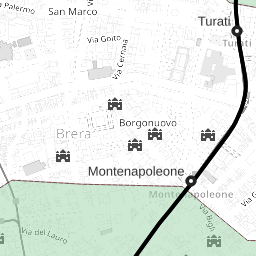 Via Palermo
San Marco
Turati
Turati
Via Goito
Via Cernaia
Borgonuovo
Brera
Montenapoleone
Montenapoleone
Via Bigli
Via del Lauro